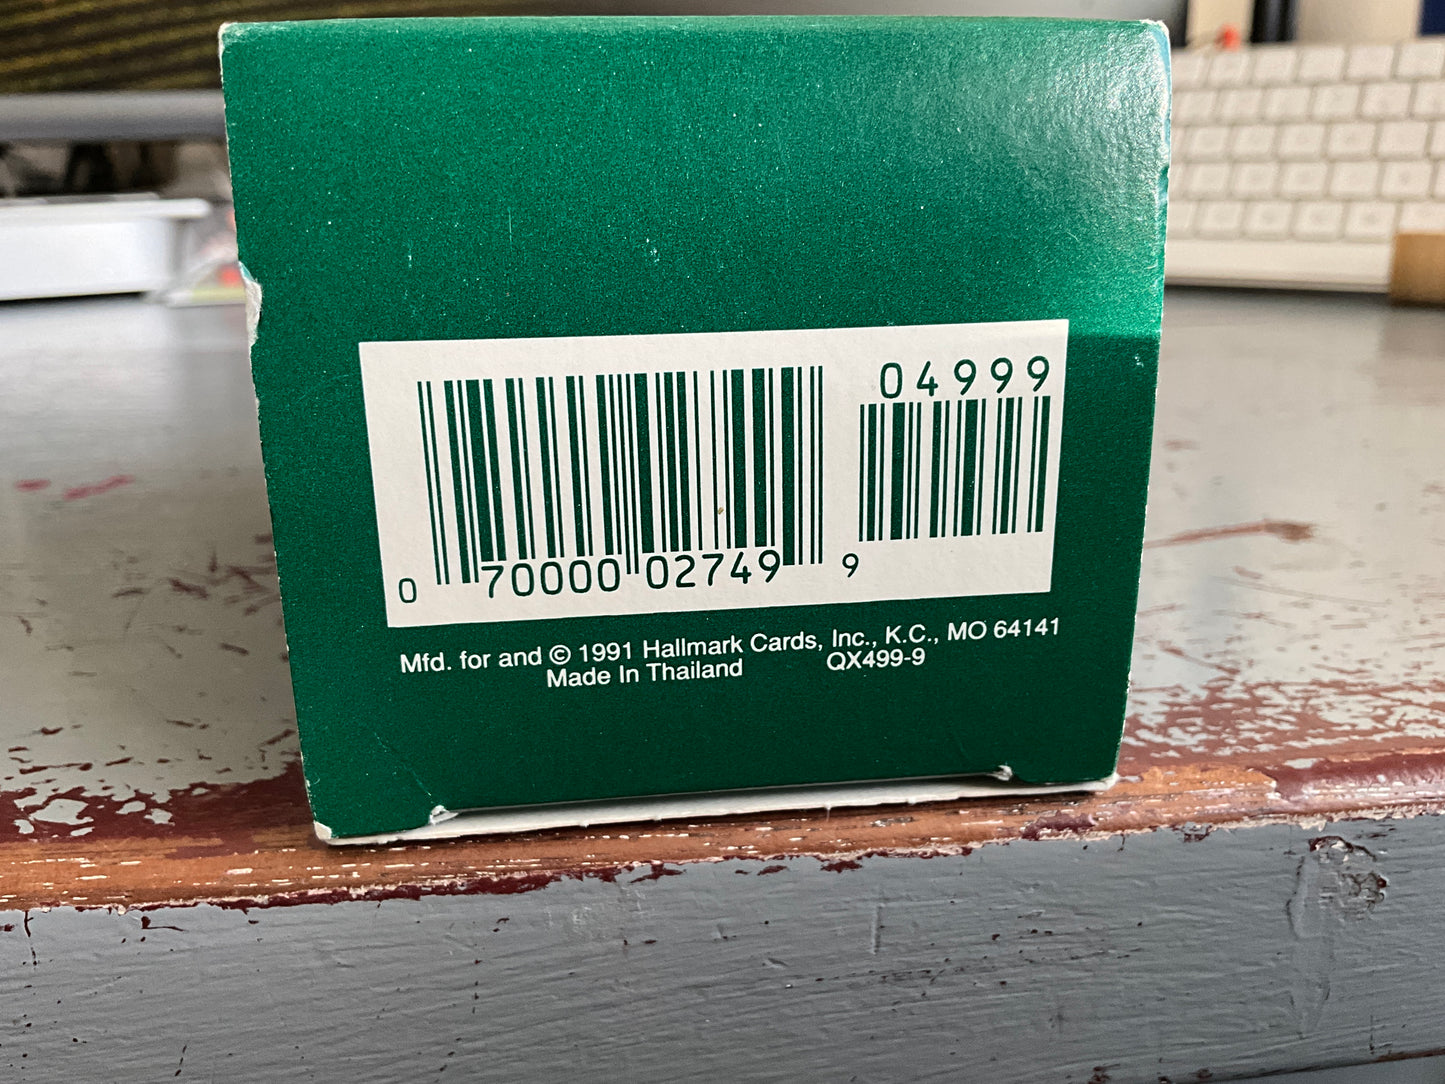 04999
0 70000 02749 9
Mfd. for and © 1991 Hallmark Cards, Inc., K.C., MO 64141
Made In Thailand QX499-9